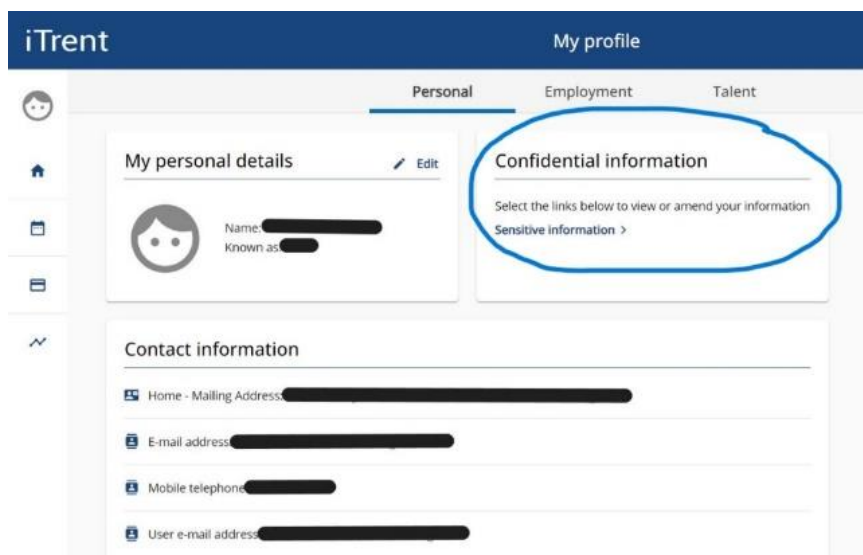 iTrent
My profile
Personal
Employment
Talent
My personal details
Edit
Name:
Known as
Confidential information
Select the links below to view or amend your information
Sensitive information >
Contact information
Home - Mailing Address:
E-mail address
Mobile telephone
User e-mail address